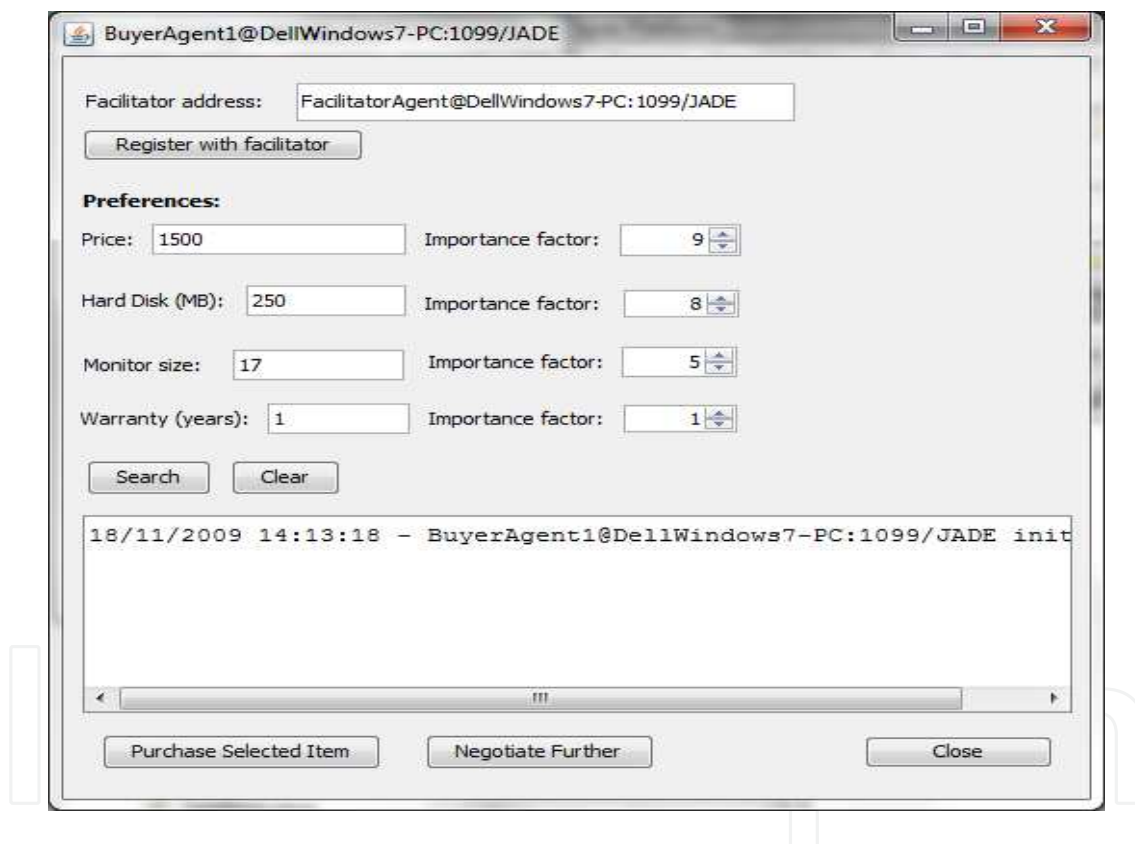 BuyerAgent1@DellWindows7-PC:1099/JADE
Facilitator address: FacilitatorAgent@DellWindows7-PC:1099/JADE
Register with facilitator
Preferences:
Price: 1500 Importance factor: 9
Hard Disk (MB): 250 Importance factor: 8
Monitor size: 17 Importance factor: 5
Warranty (years): 1 Importance factor: 1
Search Clear
18/11/2009 14:13:18 - BuyerAgent1@DellWindows7-PC:1099/JADE init
Purchase Selected Item Negotiate Further Close